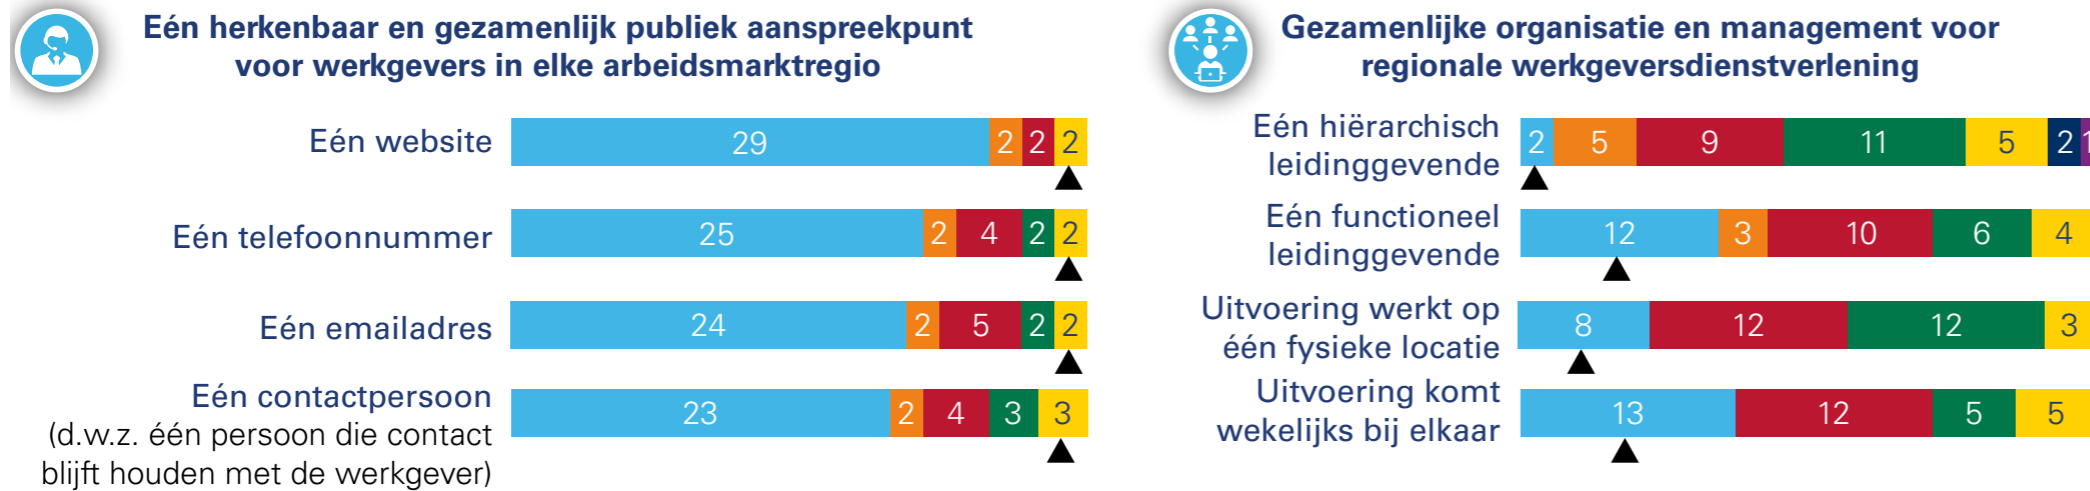 Eén herkenbaar en gezamenlijk publiek aanspreekpunt
voor werkgevers in elke arbeidsmarktregio
Eén website 29 2 2 2
Eén telefoonnummer 25 2 4 2 2
Eén emailadres 24 2 5 2 2
Eén contactpersoon 23 2 4 3 3
(d.w.z. één persoon die contact
blijft houden met de werkgever)
Gezamenlijke organisatie en management voor
regionale werkgeversdienstverlening
Eén hiërarchisch
leidinggevende 2 5 9 11 5 2 1
Eén functioneel
leidinggevende 12 3 10 6 4
Uitvoering werkt op
één fysieke locatie 8 12 12 3
Uitvoering komt
wekelijks bij elkaar 13 12 5 5